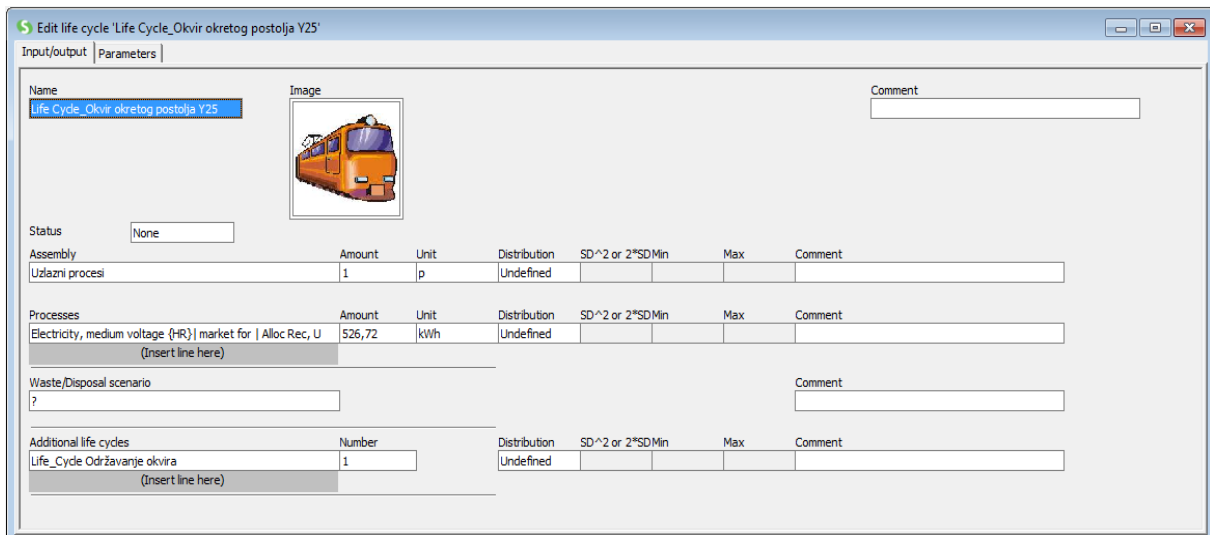 Edit life cycle 'Life Cycle_Okvir okretog postolja Y25'
Input/output Parameters
Name Image Comment
Life Cycle_Okvir okretog postolja Y25
Status None
Assembly Amount Unit Distribution SD^2 or 2*SD Min Max Comment
Uzlazni procesi 1 p Undefined
Processes Amount Unit Distribution SD^2 or 2*SD Min Max Comment
Electricity, medium voltage {HR}| market for | Alloc Rec, U 526,72 kWh Undefined
(Insert line here)
Waste/Disposal scenario Comment
?
Additional life cycles Number Distribution SD^2 or 2*SD Min Max Comment
Life_Cycle Održavanje okvira 1 Undefined
(Insert line here)